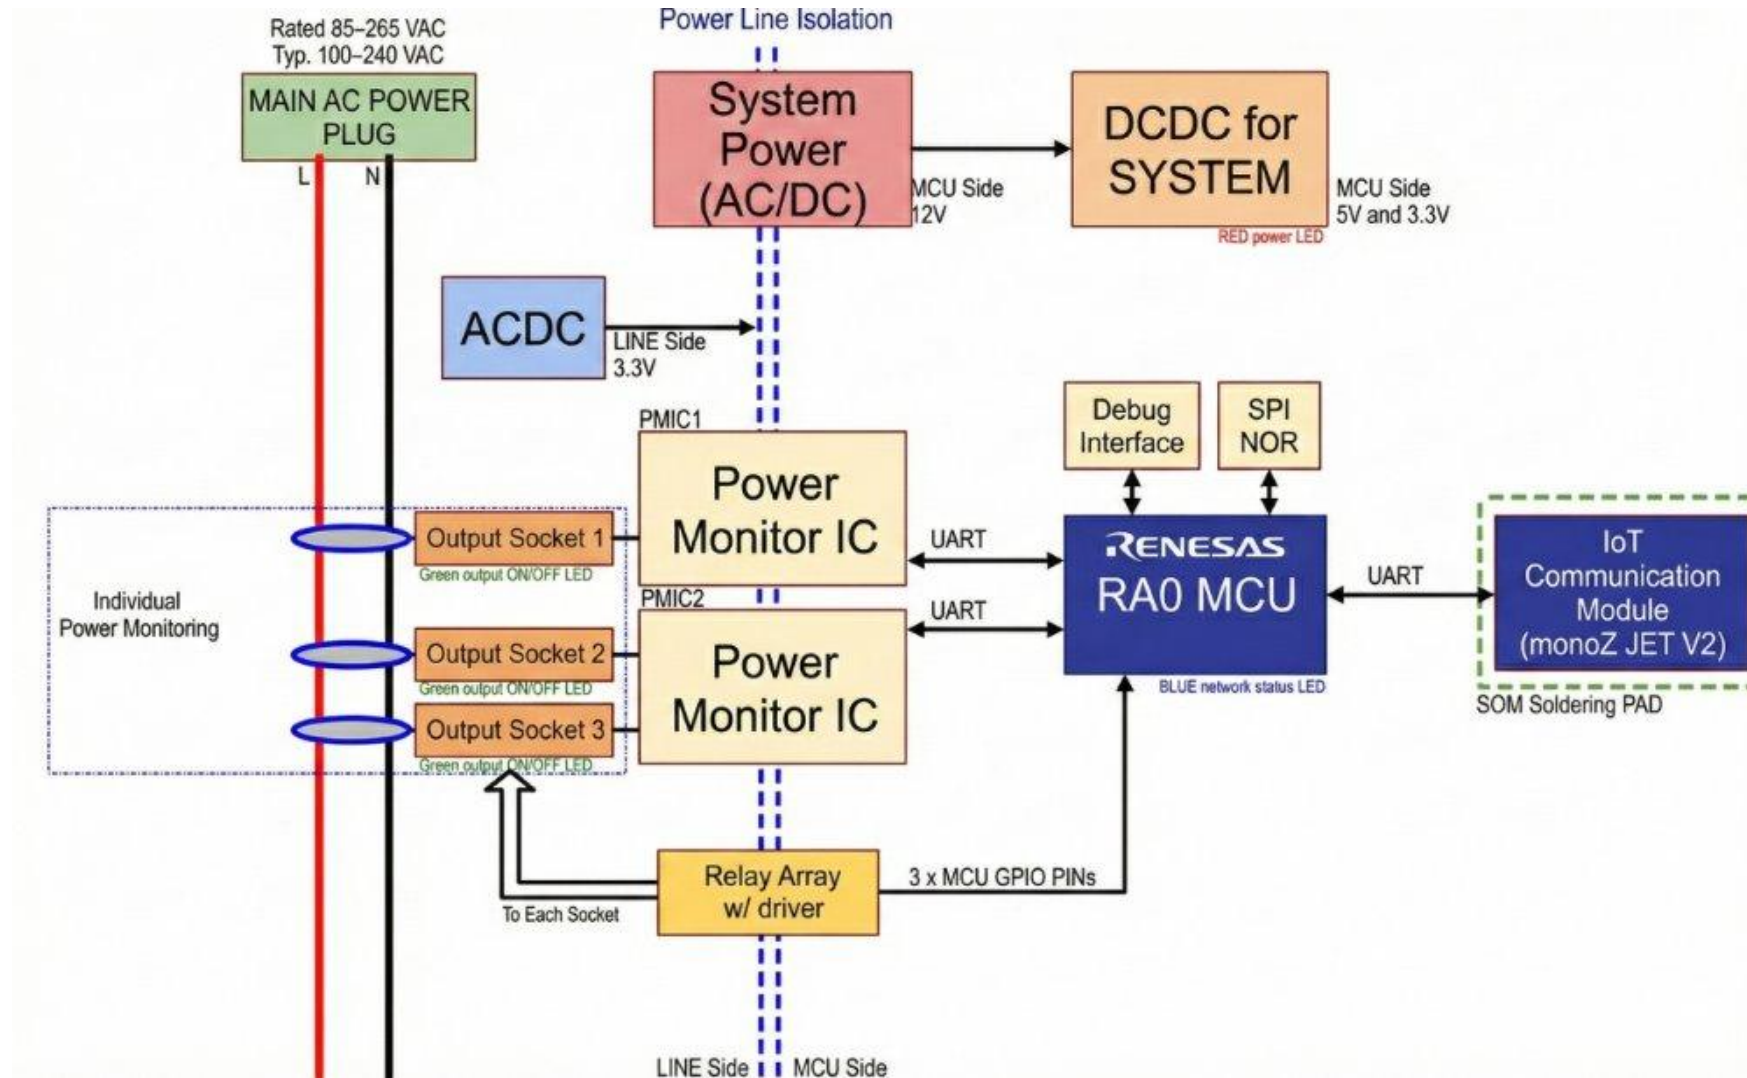 Power Line Isolation
Rated 85–265 VAC
Typ. 100–240 VAC
MAIN AC POWER
PLUG
L
N
System
Power
(AC/DC)
MCU Side
12V
DCDC for
SYSTEM
MCU Side
5V and 3.3V
RED power LED
ACDC
LINE Side
3.3V
PMIC1
Power
Monitor IC
Debug
Interface
SPI
NOR
Individual
Power Monitoring
Output Socket 1
Green output ON/OFF LED
UART
RENESAS
RA0 MCU
UART
IoT
Communication
Module
(monoZ JET V2)
SOM Soldering PAD
PMIC2
UART
Power
Monitor IC
Output Socket 2
Green output ON/OFF LED
BLUE network status LED
Output Socket 3
Green output ON/OFF LED
Relay Array
w/ driver
3 x MCU GPIO PINs
To Each Socket
LINE Side
MCU Side